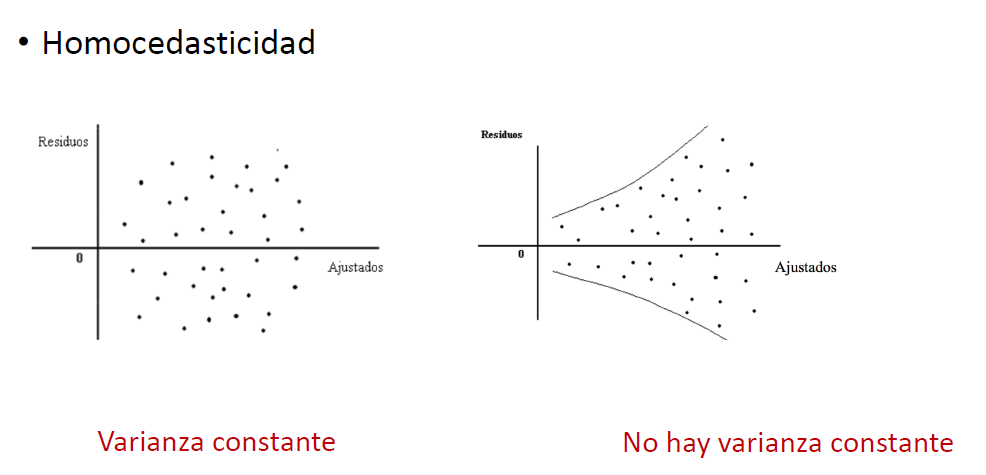 • Homocedasticidad
Residuos
0
Ajustados
Residuos
0
Ajustados
Varianza constante
No hay varianza constante